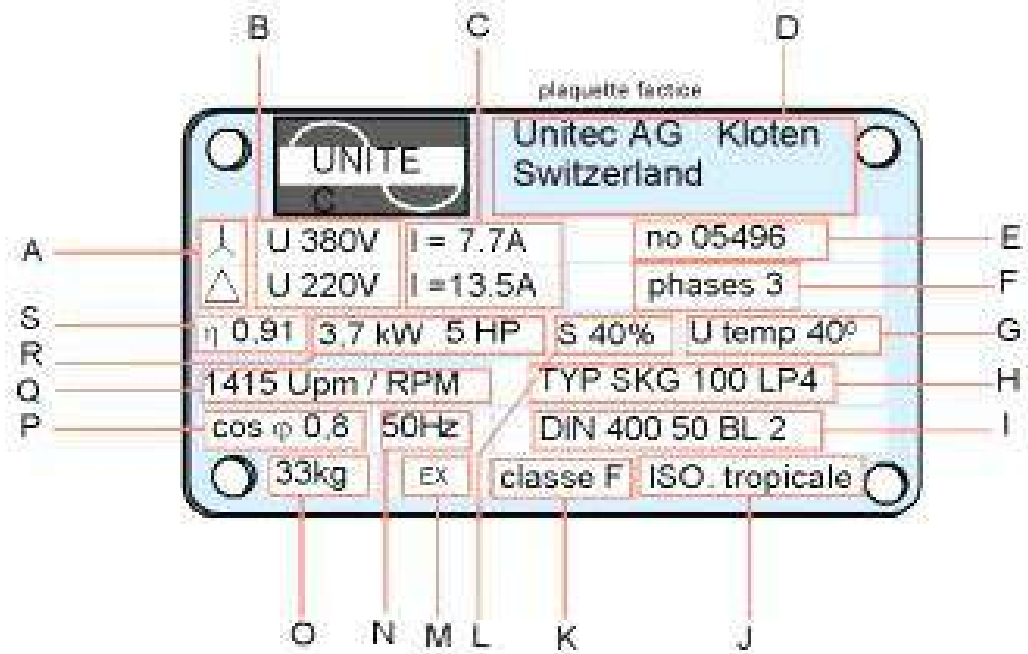 B C D
plaquette factice
UNITE
C
Unitec AG Kloten
Switzerland
A U 380V I = 7.7A no 05496 E
U 220V I =13.5A phases 3 F
S η 0,91 3,7 kW 5 HP S 40% U temp 40º G
R
Q 1415 Upm / RPM TYP SKG 100 LP4 H
P cos φ 0,8 50Hz DIN 400 50 BL 2 I
33kg EX classe F ISO. tropicale
O N M L K J